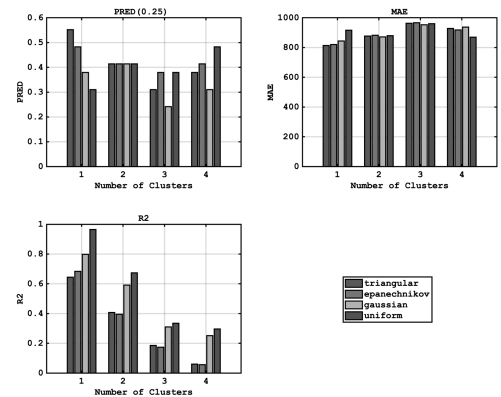 PRED(0.25)
0.6
0.5
0.4
0.3
0.2
0.1
0
PRED
1 2 3 4
Number of Clusters
MAE
1000
800
600
400
200
0
MAE
1 2 3 4
Number of Clusters
R2
1
0.8
0.6
0.4
0.2
0
R2
1 2 3 4
Number of Clusters
triangular
epanechnikov
gaussian
uniform